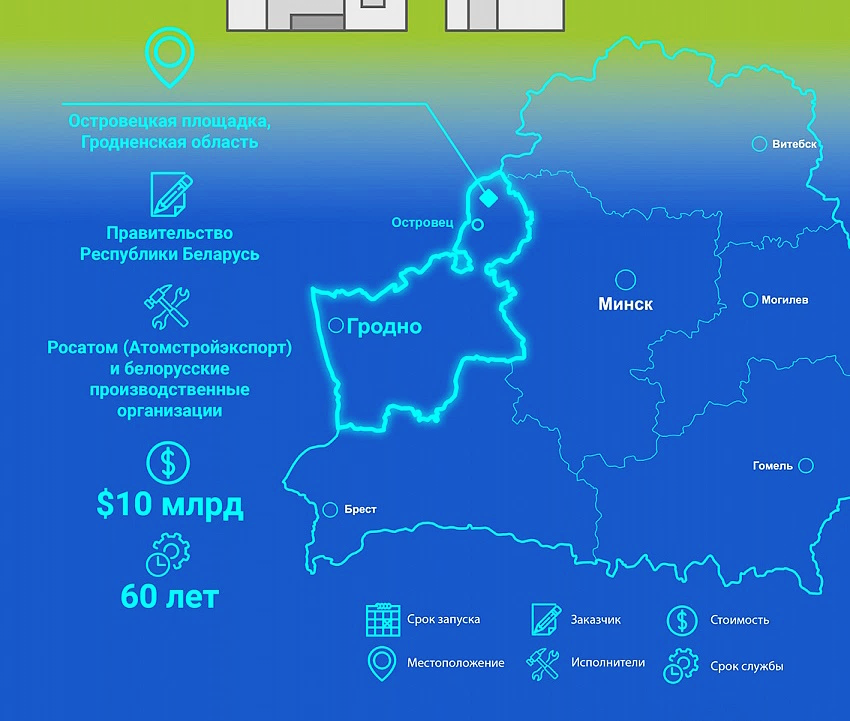 Островецкая площадка,
Гродненская область
Правительство
Республики Беларусь
Росатом (Атомстройэкспорт)
и белорусские
производственные
организации
$10 млрд
60 лет
Витебск
Островец
Минск
Могилев
Гродно
Гомель
Брест
Срок запуска
Заказчик
Стоимость
Местоположение
Исполнители
Срок службы